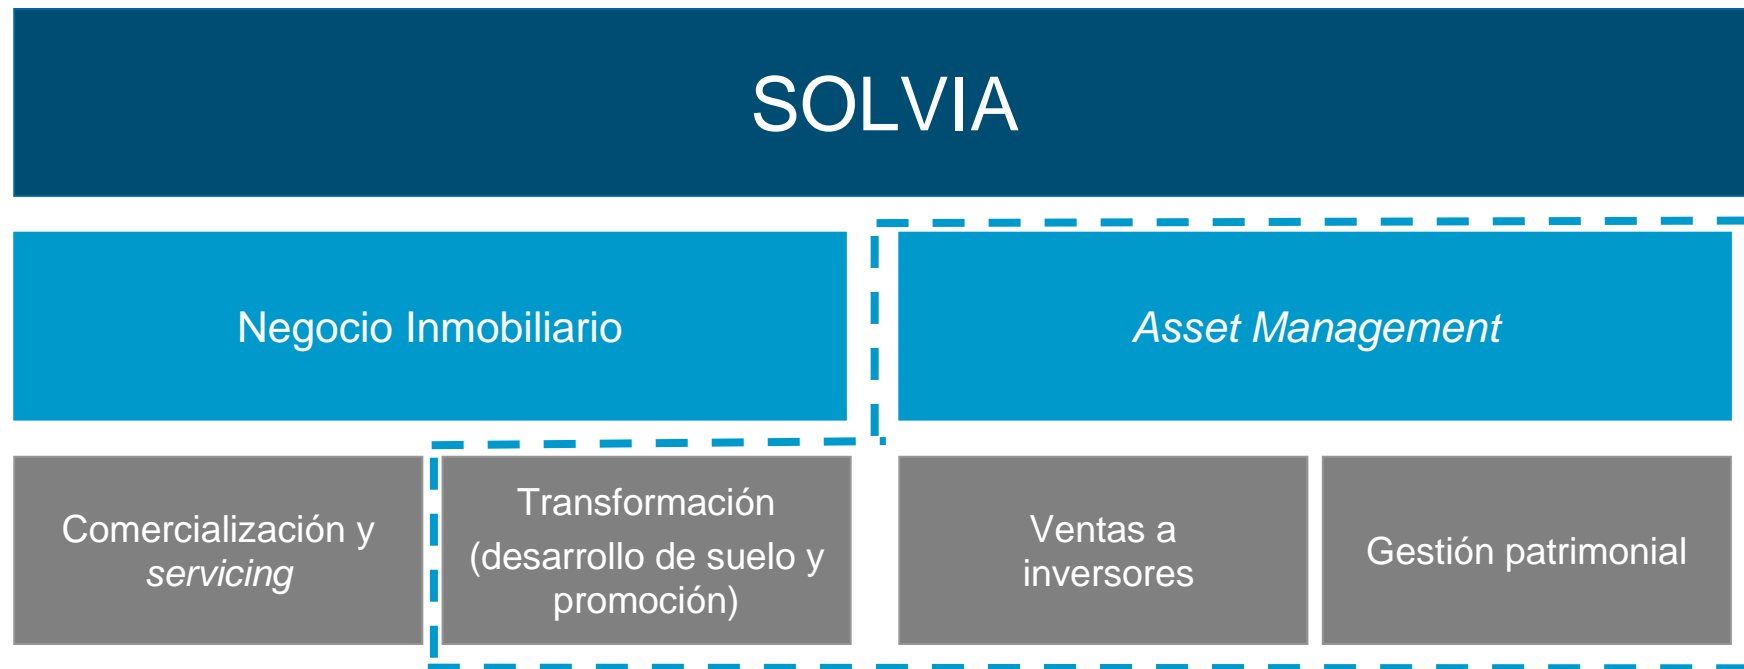 SOLVIA
Negocio Inmobiliario
Asset Management
Comercialización y
servicing
Transformación
(desarrollo de suelo y
promoción)
Ventas a
inversores
Gestión patrimonial